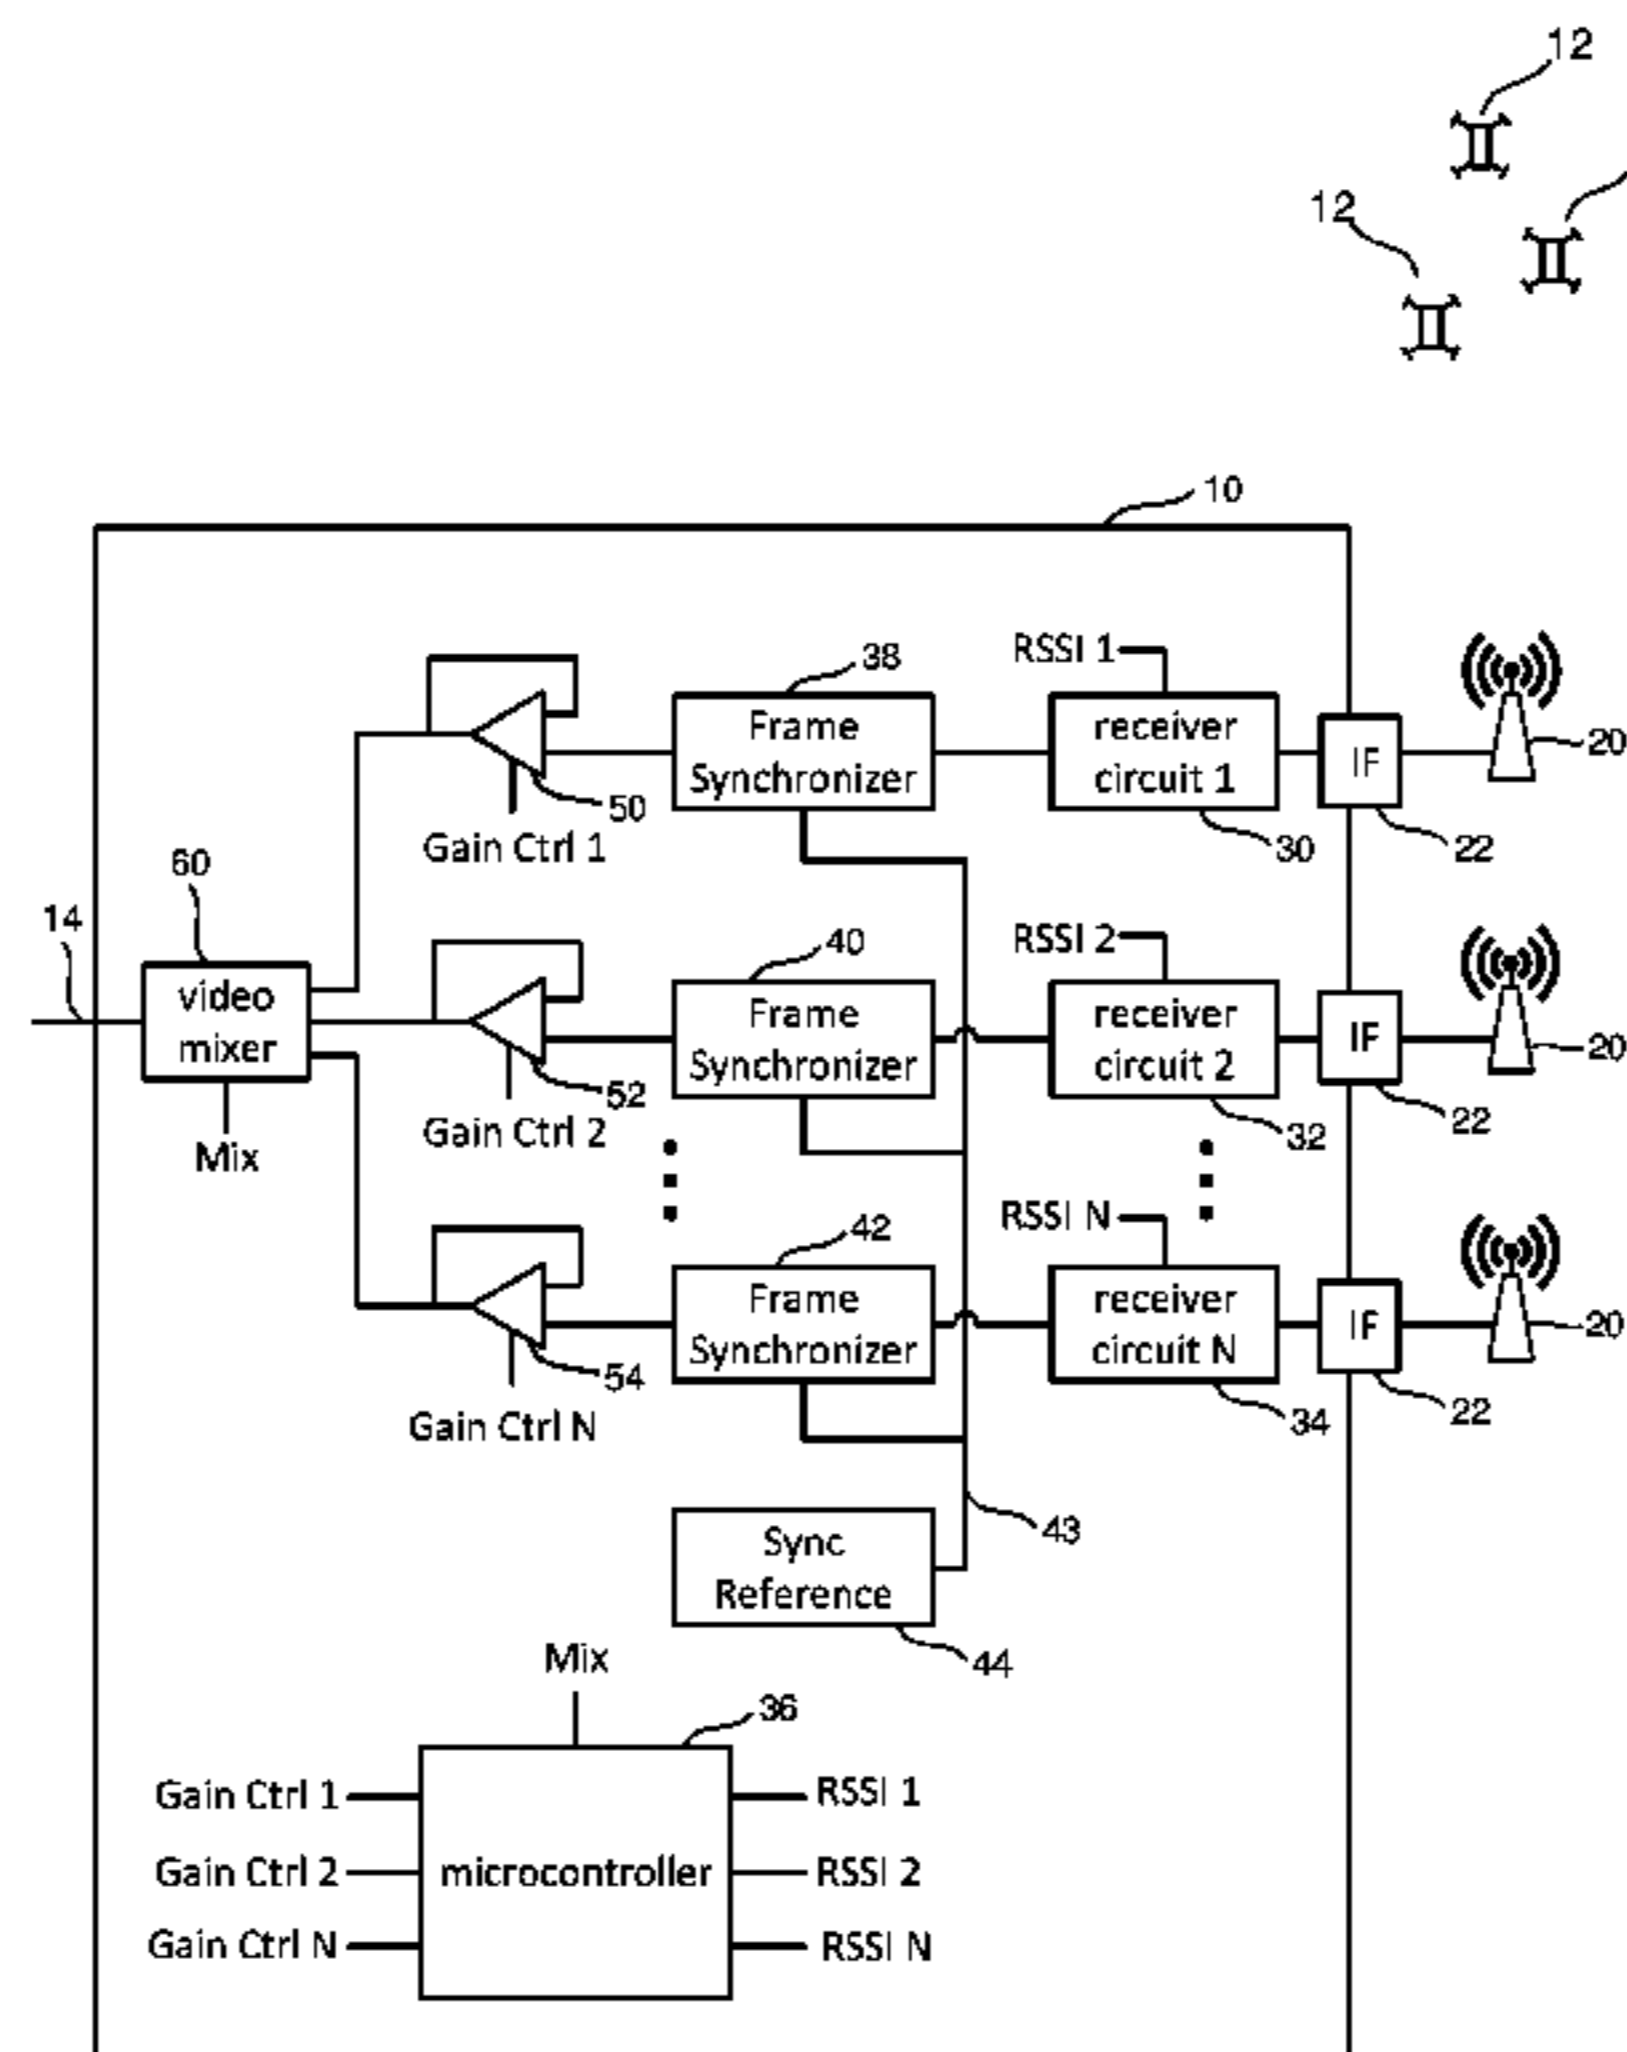 12
12
10
RSSI 1
38
Frame
Synchronizer
receiver
circuit 1
IF
20
50
Gain Ctrl 1
30
22
60
14
RSSI 2
40
video
mixer
Frame
Synchronizer
receiver
circuit 2
IF
20
52
Gain Ctrl 2
32
22
Mix
RSSI N
42
Frame
Synchronizer
receiver
circuit N
IF
20
54
Gain Ctrl N
34
22
43
Sync
Reference
44
Mix
36
Gain Ctrl 1
RSSI 1
Gain Ctrl 2
microcontroller
RSSI 2
Gain Ctrl N
RSSI N